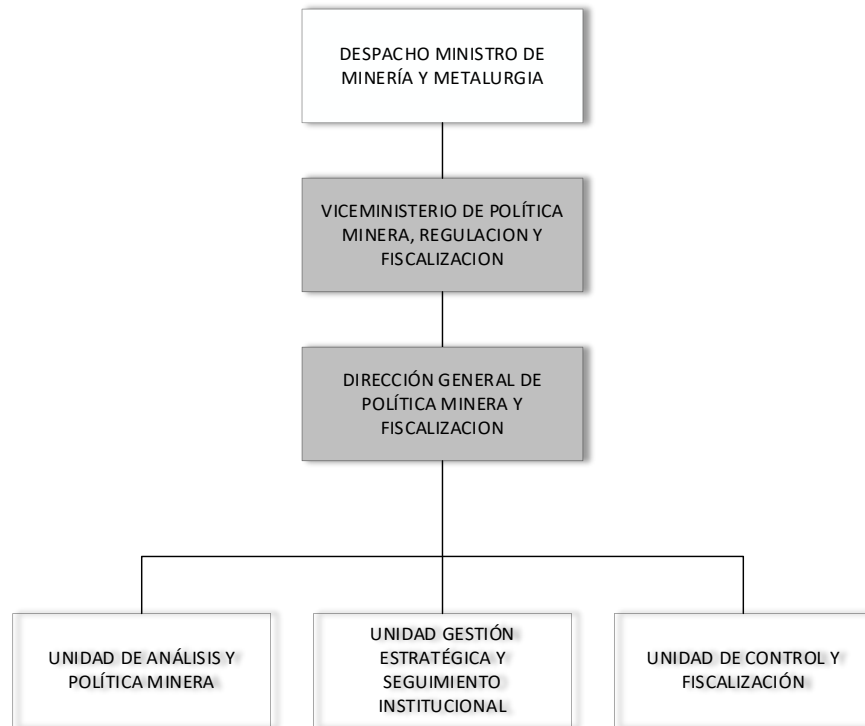 DESPACHO MINISTRO DE
MINERÍA Y METALURGIA
VICEMINISTERIO DE POLÍTICA
MINERA, REGULACION Y
FISCALIZACION
DIRECCIÓN GENERAL DE
POLÍTICA MINERA Y
FISCALIZACION
UNIDAD DE ANÁLISIS Y
POLÍTICA MINERA
UNIDAD GESTIÓN
ESTRATÉGICA Y
SEGUIMIENTO
INSTITUCIONAL
UNIDAD DE CONTROL Y
FISCALIZACIÓN